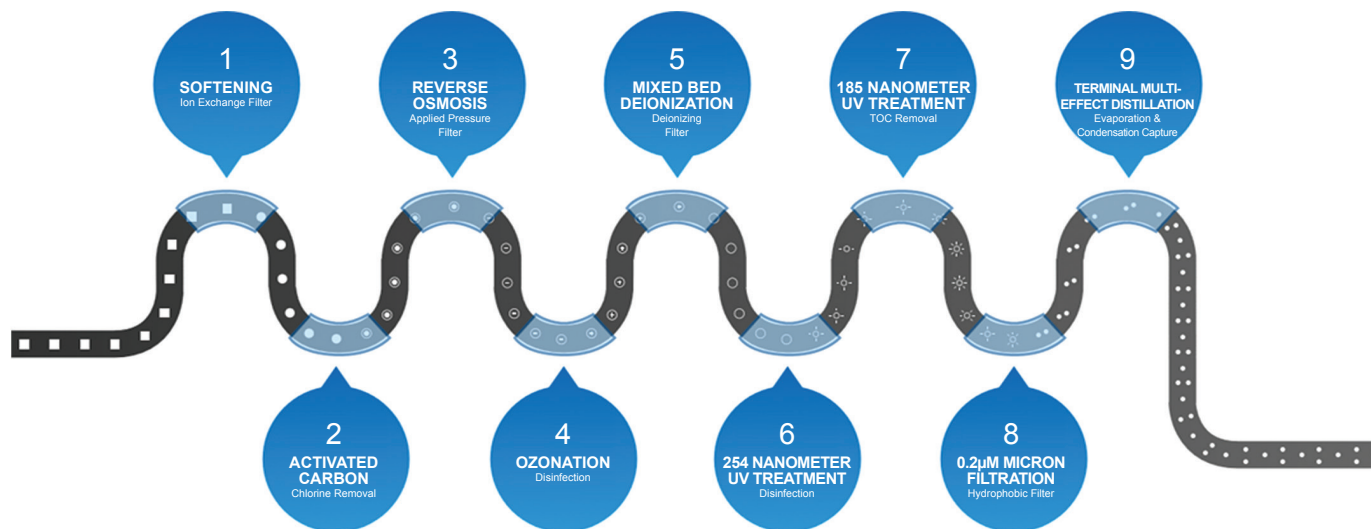 1
SOFTENING
Ion Exchange Filter
2
ACTIVATED
CARBON
Chlorine Removal
3
REVERSE
OSMOSIS
Applied Pressure
Filter
4
OZONATION
Disinfection
5
MIXED BED
DEIONIZATION
Deionizing
Filter
6
254 NANOMETER
UV TREATMENT
Disinfection
7
185 NANOMETER
UV TREATMENT
TOC Removal
8
0.2µM MICRON
FILTRATION
Hydrophobic Filter
9
TERMINAL MULTI-
EFFECT DISTILLATION
Evaporation &
Condensation Capture